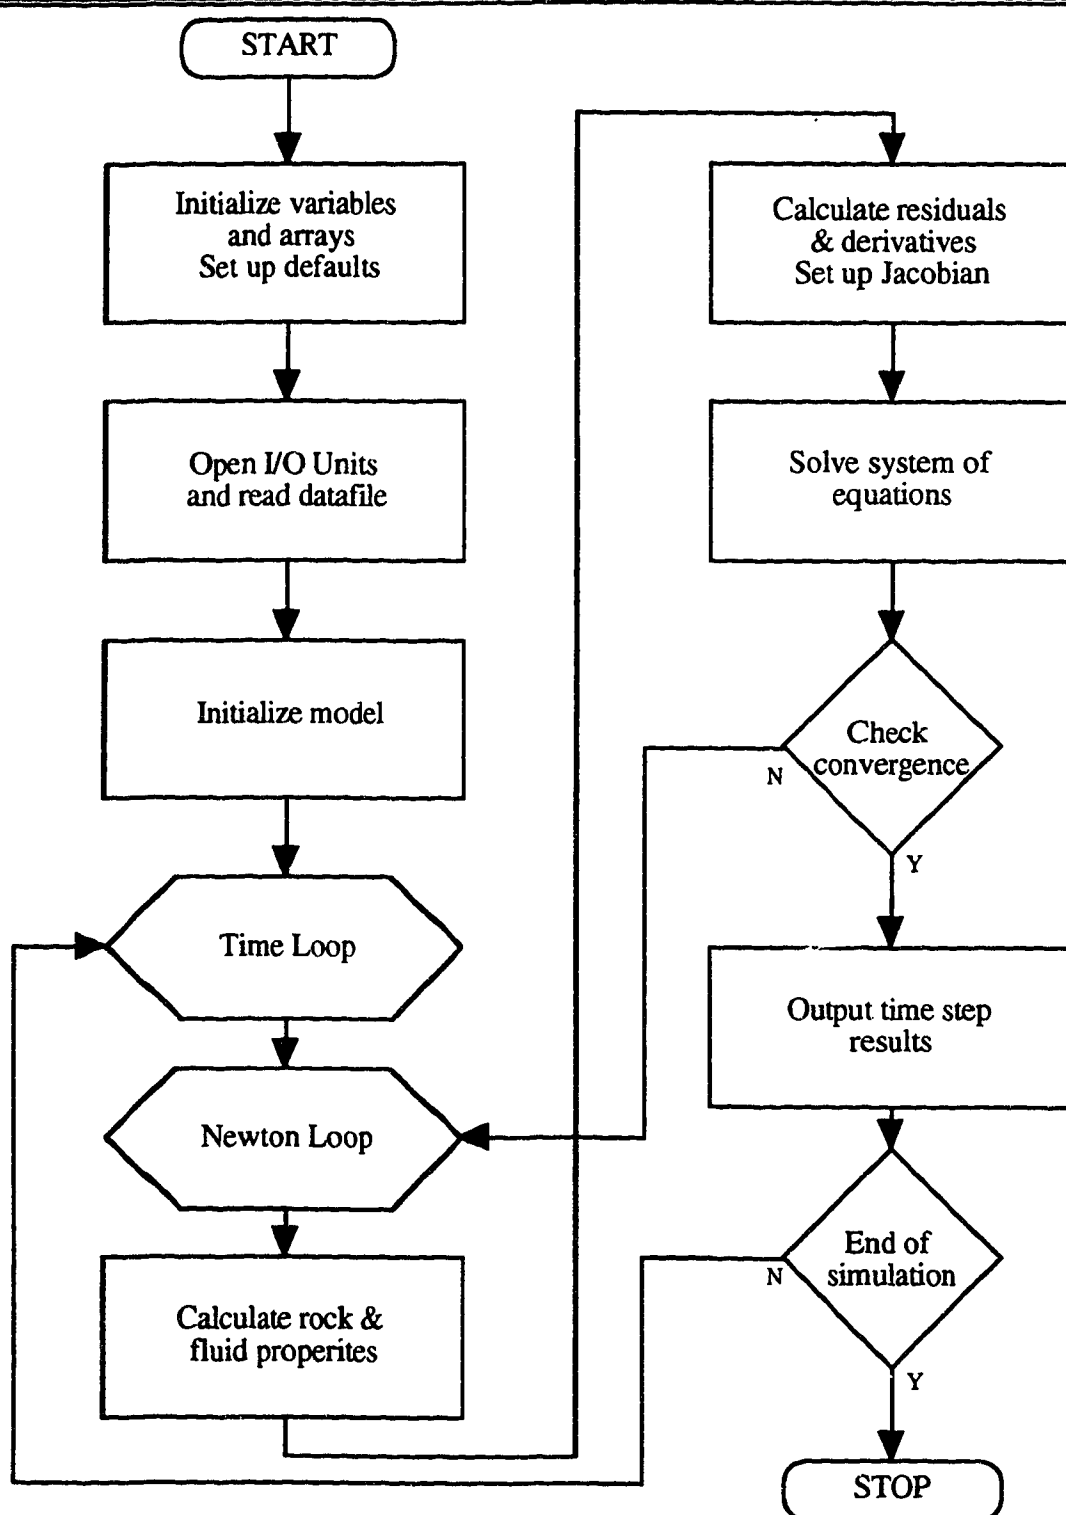 START
Initialize variables
and arrays
Set up defaults
Open I/O Units
and read datafile
Initialize model
Time Loop
Newton Loop
Calculate rock &
fluid properites
Calculate residuals
& derivatives
Set up Jacobian
Solve system of
equations
Check
convergence
N
Y
Output time step
results
End of
simulation
N
Y
STOP